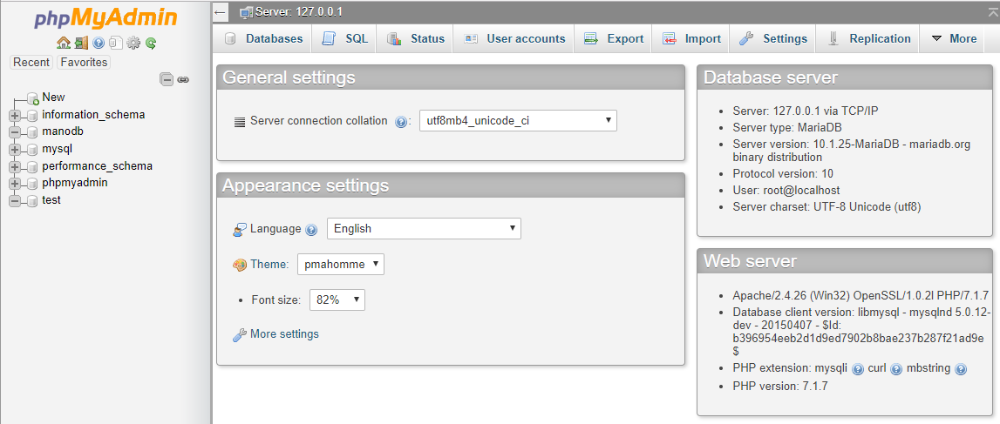 phpMyAdmin
Recent Favorites
New
information_schema
manodb
mysql
performance_schema
phpmyadmin
test
Server: 127.0.0.1
Databases SQL Status User accounts Export Import Settings Replication More
General settings
Server connection collation : utf8mb4_unicode_ci
Appearance settings
Language English
Theme: pmahomme
Font size: 82%
More settings
Database server
Server: 127.0.0.1 via TCP/IP
Server type: MariaDB
Server version: 10.1.25-MariaDB - mariadb.org
binary distribution
Protocol version: 10
User: root@localhost
Server charset: UTF-8 Unicode (utf8)
Web server
Apache/2.4.26 (Win32) OpenSSL/1.0.2l PHP/7.1.7
Database client version: libmysql - mysqlnd 5.0.12-
dev - 20150407 - $Id:
b396954eeb2d1d9ed7902b8bae237b287f21ad9e
$
PHP extension: mysqli curl mbstring
PHP version: 7.1.7